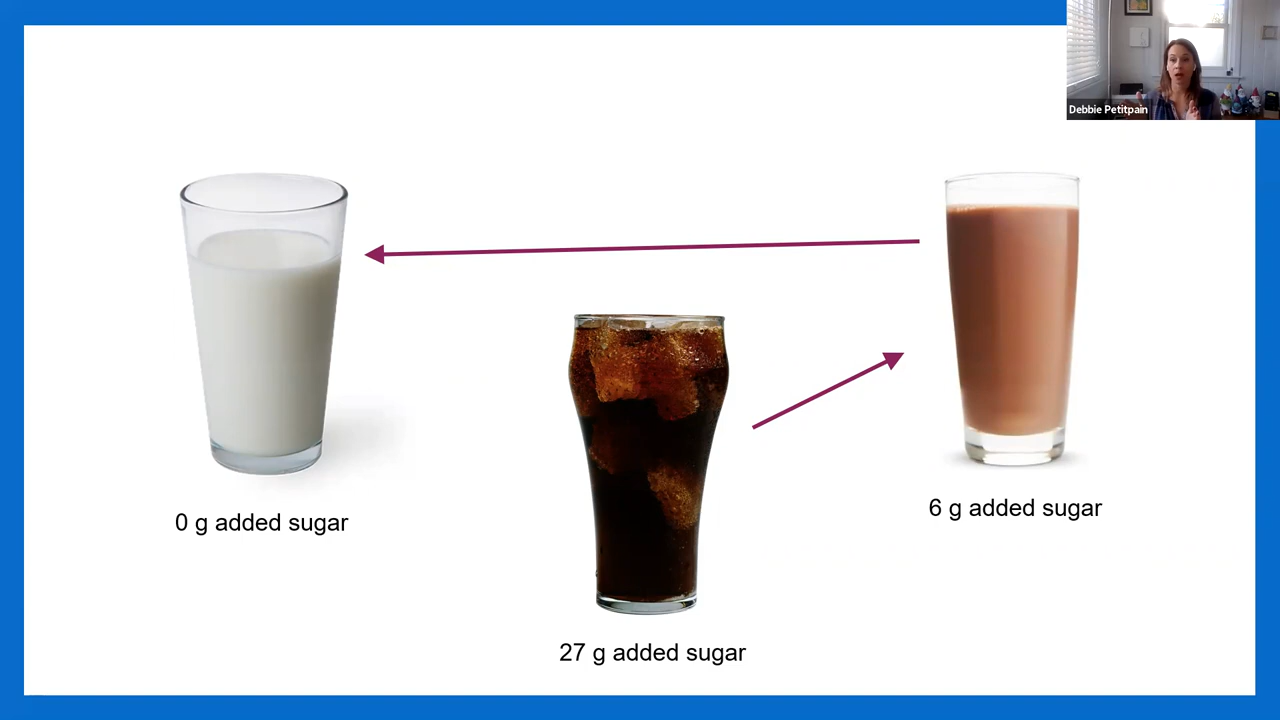 Debbie Petitpain
0 g added sugar
6 g added sugar
27 g added sugar